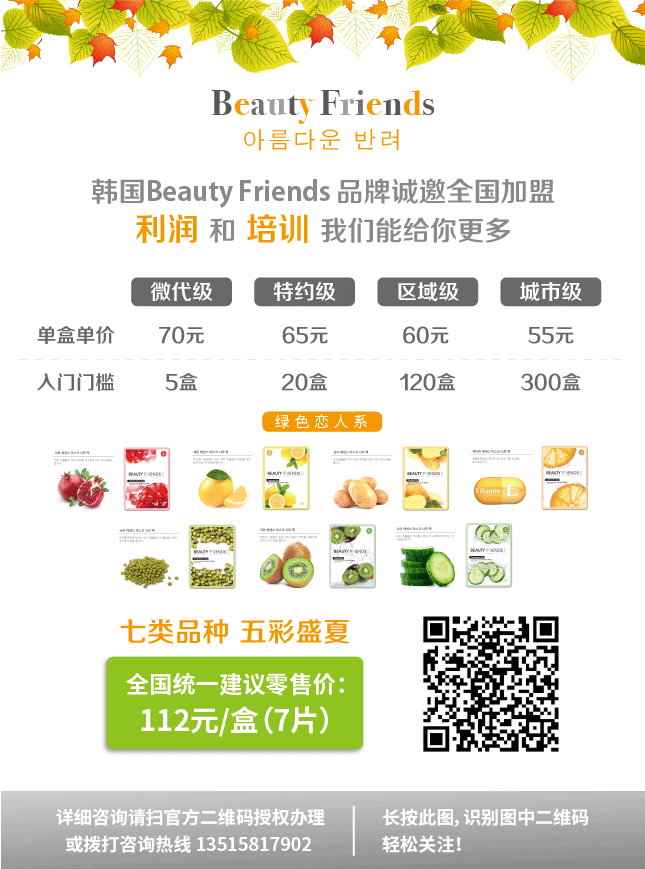 Beauty Friends
아름다운 반려
韩国Beauty Friends 品牌诚邀全国加盟
利润 和 培训 我们能给你更多
微代级 特约级 区域级 城市级
单盒单价 70元 65元 60元 55元
入门门槛 5盒 20盒 120盒 300盒
绿色恋人系
BEAUTY FRIENDS BEAUTY FRIENDS BEAUTY FRIENDS BEAUTY FRIENDS
Vitamin E
BEAUTY FRIENDS BEAUTY FRIENDS BEAUTY FRIENDS
七类品种 五彩盛夏
全国统一建议零售价：
112元/盒（7片）
详细咨询请扫官方二维码授权办理
或拨打咨询热线 13515817902
长按此图, 识别图中二维码
轻松关注！